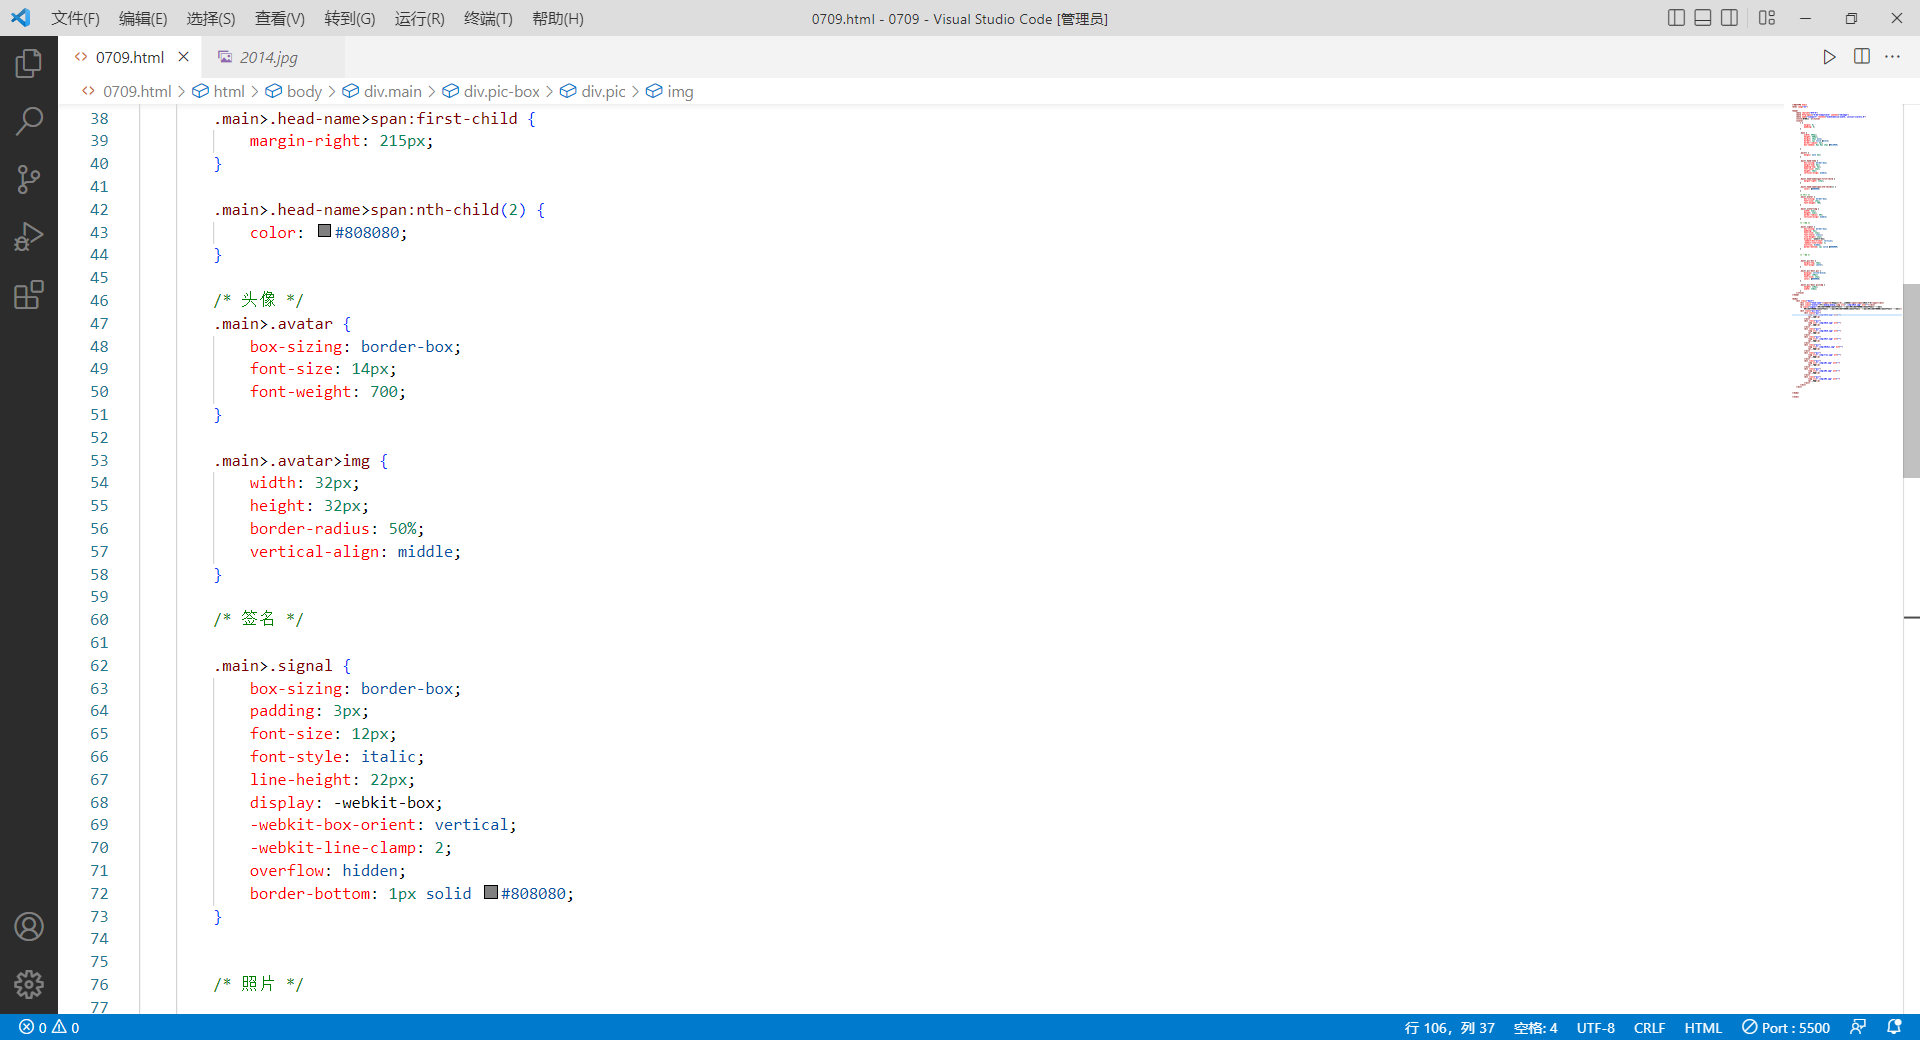 文件(F) 编辑(E) 选择(S) 查看(V) 转到(G) 运行(R) 终端(T) 帮助(H) 0709.html - 0709 - Visual Studio Code [管理员]
0709.html 2014.jpg
0709.html > html > body > div.main > div.pic-box > div.pic > img
38 .main>.head-name>span:first-child {
39 margin-right: 215px;
40 }
41
42 .main>.head-name>span:nth-child(2) {
43 color: #808080;
44 }
45
46 /* 头像 */
47 .main>.avatar {
48 box-sizing: border-box;
49 font-size: 14px;
50 font-weight: 700;
51 }
52
53 .main>.avatar>img {
54 width: 32px;
55 height: 32px;
56 border-radius: 50%;
57 vertical-align: middle;
58 }
59
60 /* 签名 */
61
62 .main>.signal {
63 box-sizing: border-box;
64 padding: 3px;
65 font-size: 12px;
66 font-style: italic;
67 line-height: 22px;
68 display: -webkit-box;
69 -webkit-box-orient: vertical;
70 -webkit-line-clamp: 2;
71 overflow: hidden;
72 border-bottom: 1px solid #808080;
73 }
74
75
76 /* 照片 */
77
0 0 行 106，列 37 空格: 4 UTF-8 CRLF HTML Port : 5500